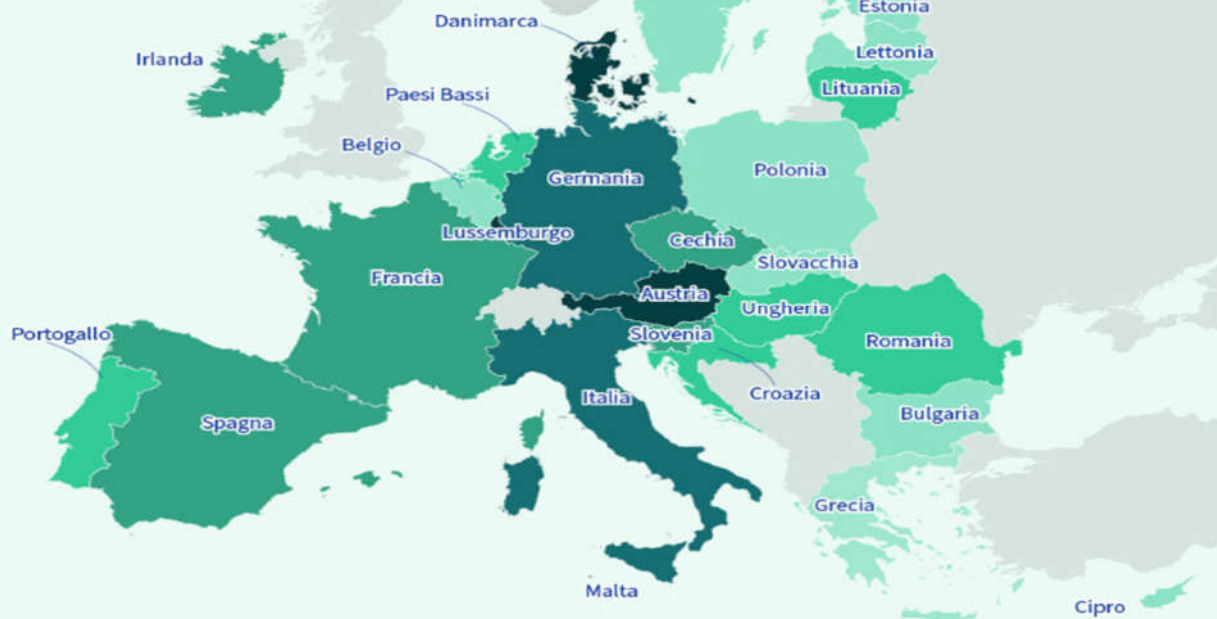 Estonia
Danimarca
Lettonia
Irlanda
Lituania
Paesi Bassi
Belgio
Polonia
Germania
Lussemburgo
Cechia
Slovacchia
Francia
Austria
Ungheria
Portogallo
Slovenia
Romania
Croazia
Italia
Bulgaria
Spagna
Grecia
Malta
Cipro